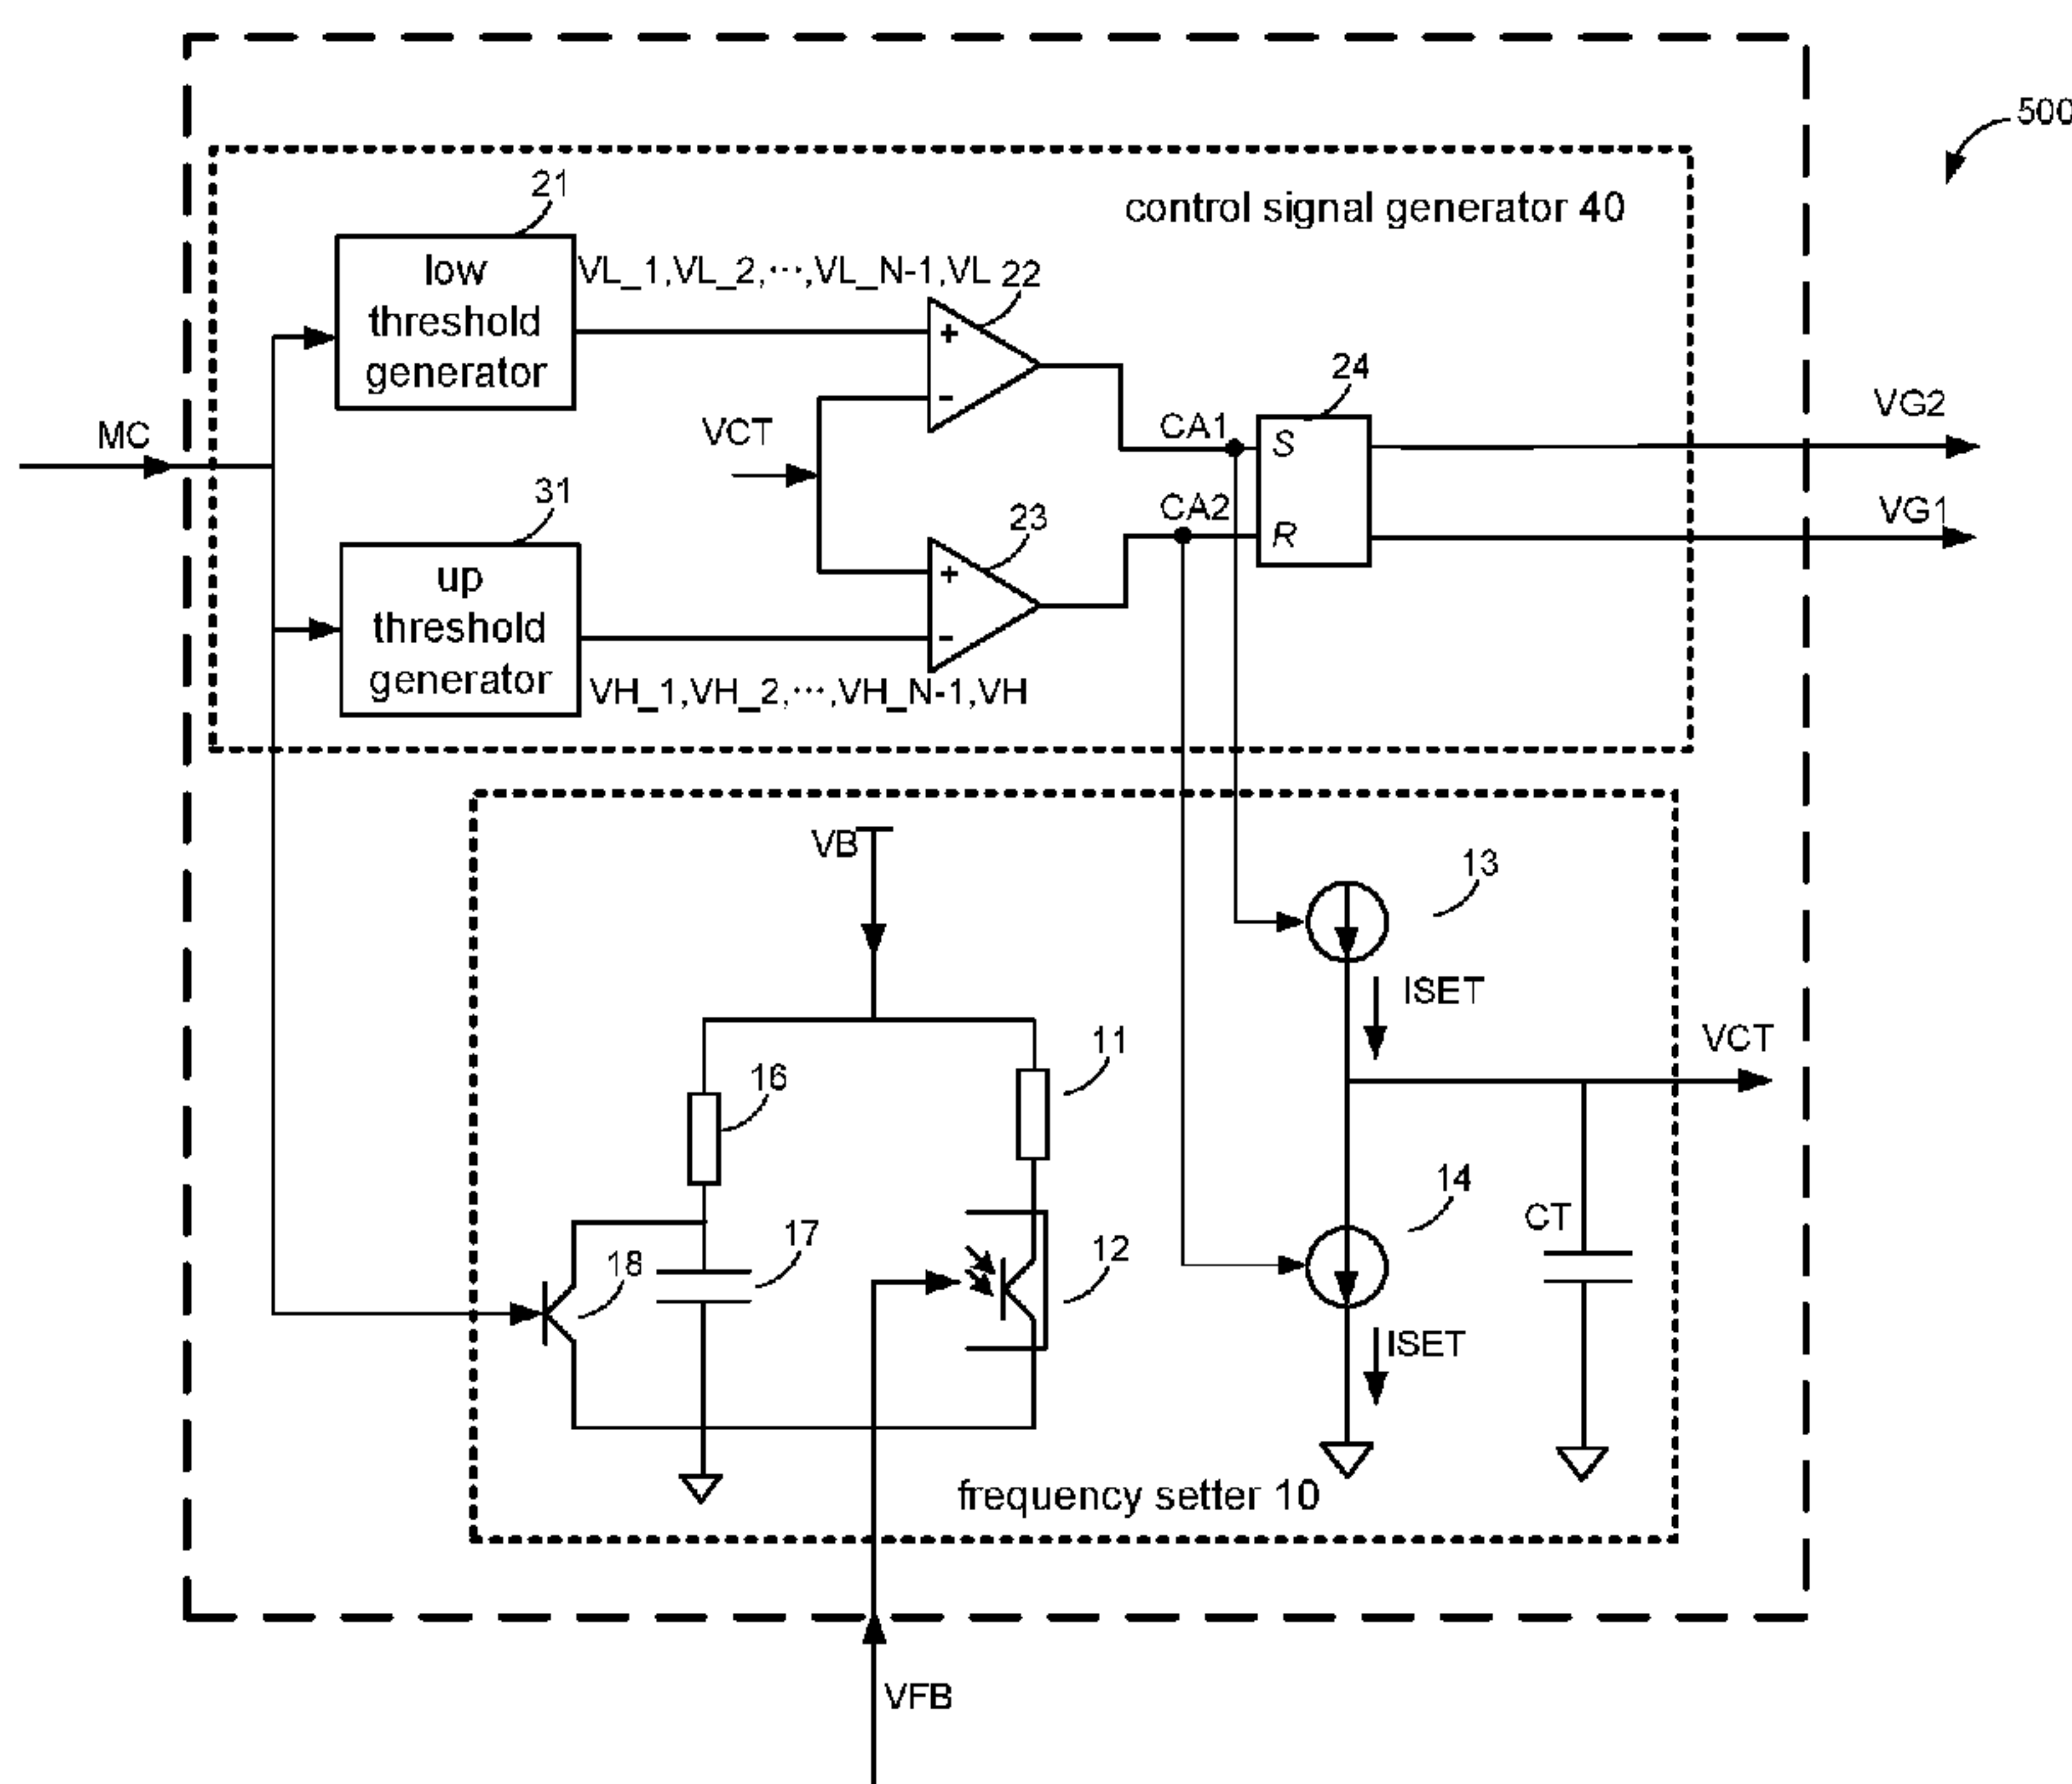 500
control signal generator 40
21
low
threshold
generator
VL_1,VL_2,···,VL_N-1,VL
22
+
-
VCT
MC
CA1
24
S
VG2
CA2
R
VG1
31
up
threshold
generator
23
+
-
VH_1,VH_2,···,VH_N-1,VH
VB
13
ISET
11
VCT
16
14
CT
17
12
18
ISET
frequency setter 10
VFB